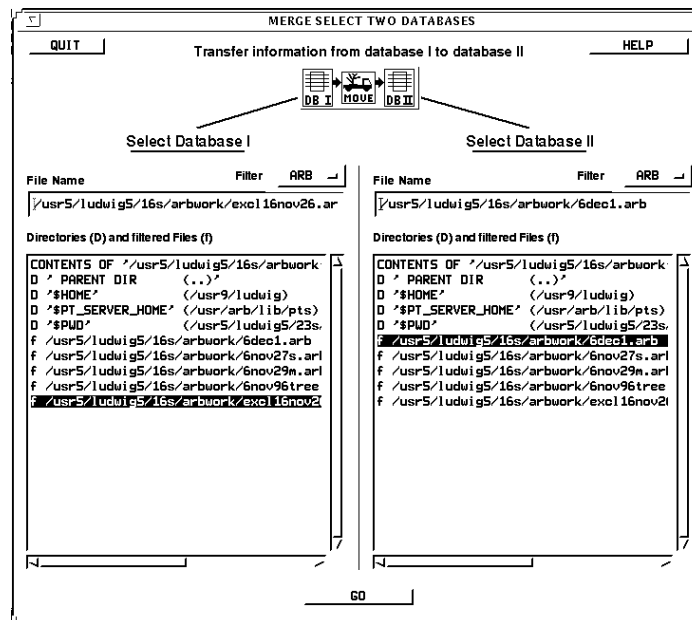 MERGE SELECT TWO DATABASES
QUIT
Transfer information from database I to database II
HELP
DB I MOVE DB II
Select Database I
File Name Filter ARB
/usr5/ludwig5/16s/arbwork/excl16nov26.ar
Directories (D) and filtered Files (f)
CONTENTS OF '/usr5/ludwig5/16s/arbwork
D ' PARENT DIR (..)'
D '$HOME' (/usr9/ludwig)
D '$PT_SERVER_HOME' (/usr/arb/lib/pts)
D '$PWD' (/usr5/ludwig5/23s/
f /usr5/ludwig5/16s/arbwork/6dec1.arb
f /usr5/ludwig5/16s/arbwork/6nov27s.arb
f /usr5/ludwig5/16s/arbwork/6nov29m.arb
f /usr5/ludwig5/16s/arbwork/6nov96tree
f /usr5/ludwig5/16s/arbwork/excl16nov26
Select Database II
File Name Filter ARB
/usr5/ludwig5/16s/arbwork/6dec1.arb
Directories (D) and filtered Files (f)
CONTENTS OF '/usr5/ludwig5/16s/arbwork
D ' PARENT DIR (..)'
D '$HOME' (/usr9/ludwig)
D '$PT_SERVER_HOME' (/usr/arb/lib/pts)
D '$PWD' (/usr5/ludwig5/23s/
f /usr5/ludwig5/16s/arbwork/6dec1.arb
f /usr5/ludwig5/16s/arbwork/6nov27s.arb
f /usr5/ludwig5/16s/arbwork/6nov29m.arb
f /usr5/ludwig5/16s/arbwork/6nov96tree
f /usr5/ludwig5/16s/arbwork/excl16nov26
GO